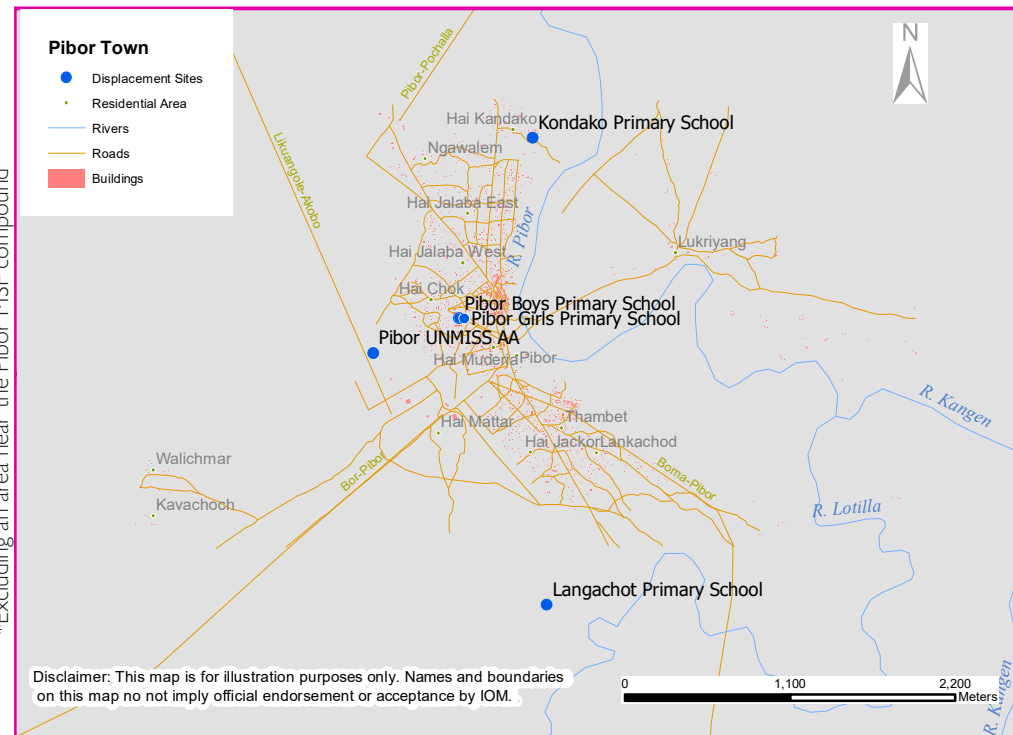 Pibor Town
Displacement Sites
Residential Area
Rivers
Roads
Buildings
N
Pibor-Pochalla
Likuangole-Akobo
Hai Kandako
Kondako Primary School
Ngawalem
Hai Jalaba East
R. Pibor
Lukriyang
Hai Jalaba West
Hai Chok
Pibor Boys Primary School
Pibor Girls Primary School
Pibor UNMISS AA
Hai Muderia
Pibor
R. Kangen
Hai Mattar
Thambet
Hai Jackor
Lankachod
Walichmar
Bor-Pibor
Boma-Pibor
Kavachoch
R. Lotilla
Langachot Primary School
R. Kangen
Disclaimer: This map is for illustration purposes only. Names and boundaries
on this map no not imply official endorsement or acceptance by IOM.
0 1,100 2,200
Meters
*Excluding an area near the Pibor MSF compound